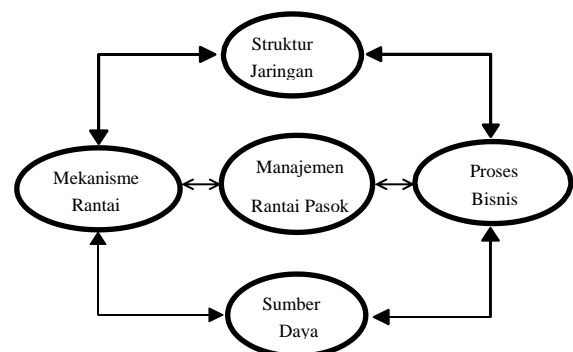 Struktur
Jaringan
Mekanisme
Rantai
Manajemen
Rantai Pasok
Proses
Bisnis
Sumber
Daya